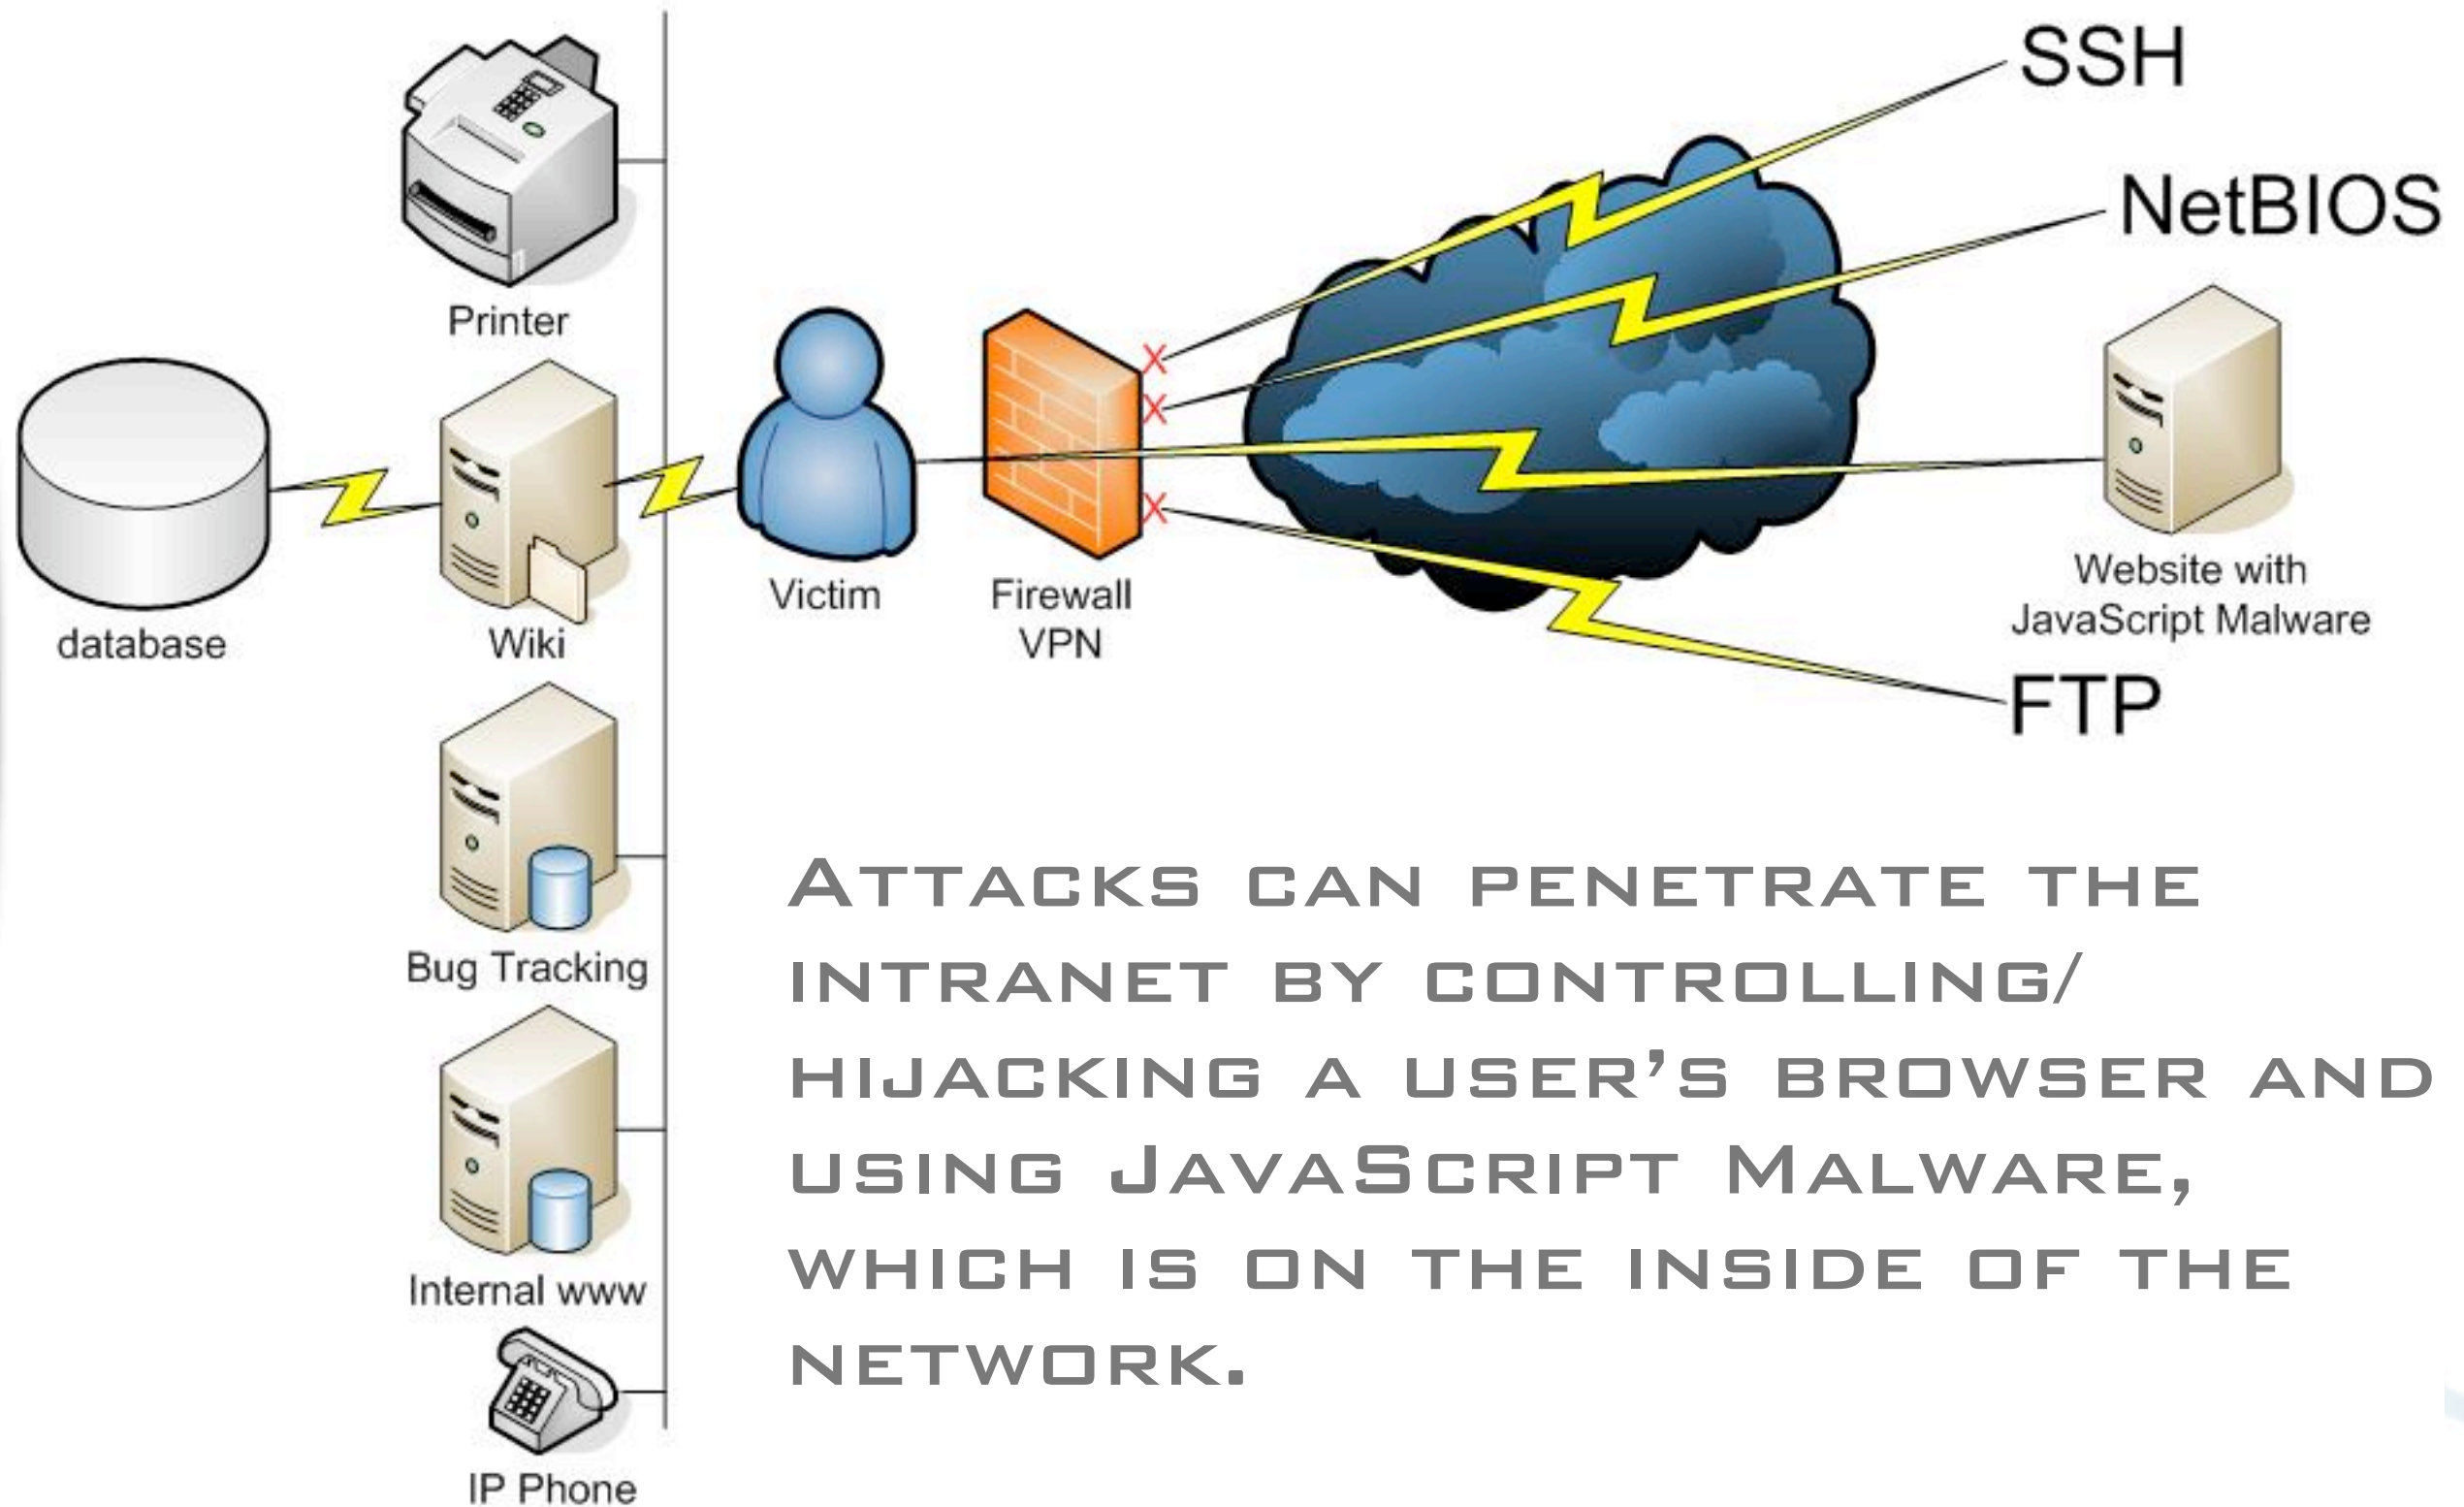 SSH
NetBIOS
Printer
Website with
JavaScript Malware
database
Wiki
Victim
Firewall
VPN
FTP
Bug Tracking
Internal www
IP Phone
Attacks can penetrate the
intranet by controlling/
hijacking a user's browser and
using JavaScript Malware,
which is on the inside of the
network.
X
X
X